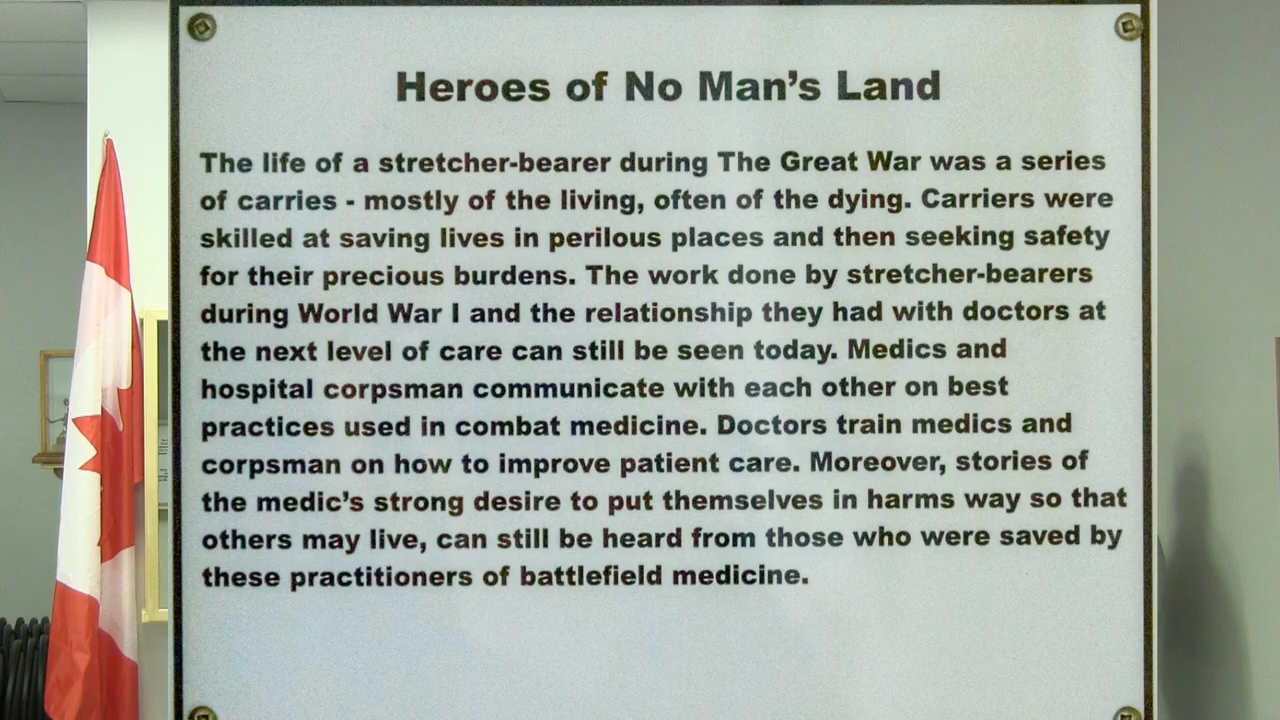 Heroes of No Man's Land
The life of a stretcher-bearer during The Great War was a series
of carries - mostly of the living, often of the dying. Carriers were
skilled at saving lives in perilous places and then seeking safety
for their precious burdens. The work done by stretcher-bearers
during World War I and the relationship they had with doctors at
the next level of care can still be seen today. Medics and
hospital corpsman communicate with each other on best
practices used in combat medicine. Doctors train medics and
corpsman on how to improve patient care. Moreover, stories of
the medic's strong desire to put themselves in harms way so that
others may live, can still be heard from those who were saved by
these practitioners of battlefield medicine.